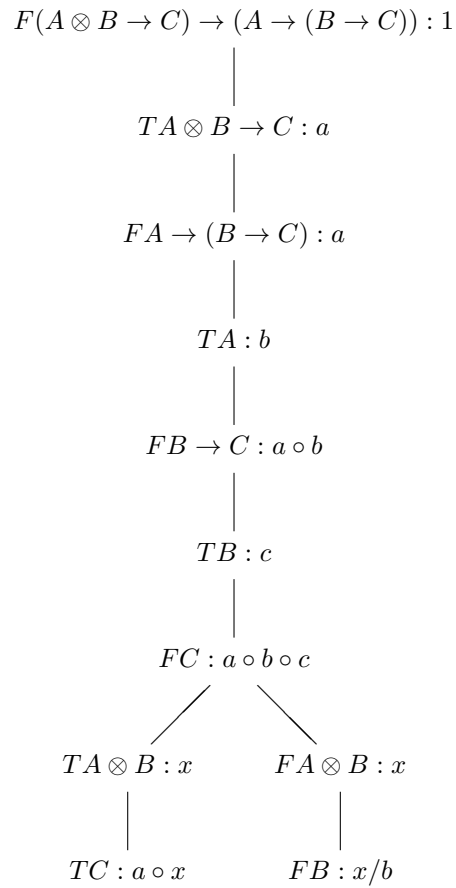 F(A ⊗ B → C) → (A → (B → C)) : 1
TA ⊗ B → C : a
FA → (B → C) : a
TA : b
FB → C : a ∘ b
TB : c
FC : a ∘ b ∘ c
TA ⊗ B : x FA ⊗ B : x
TC : a ∘ x FB : x/b